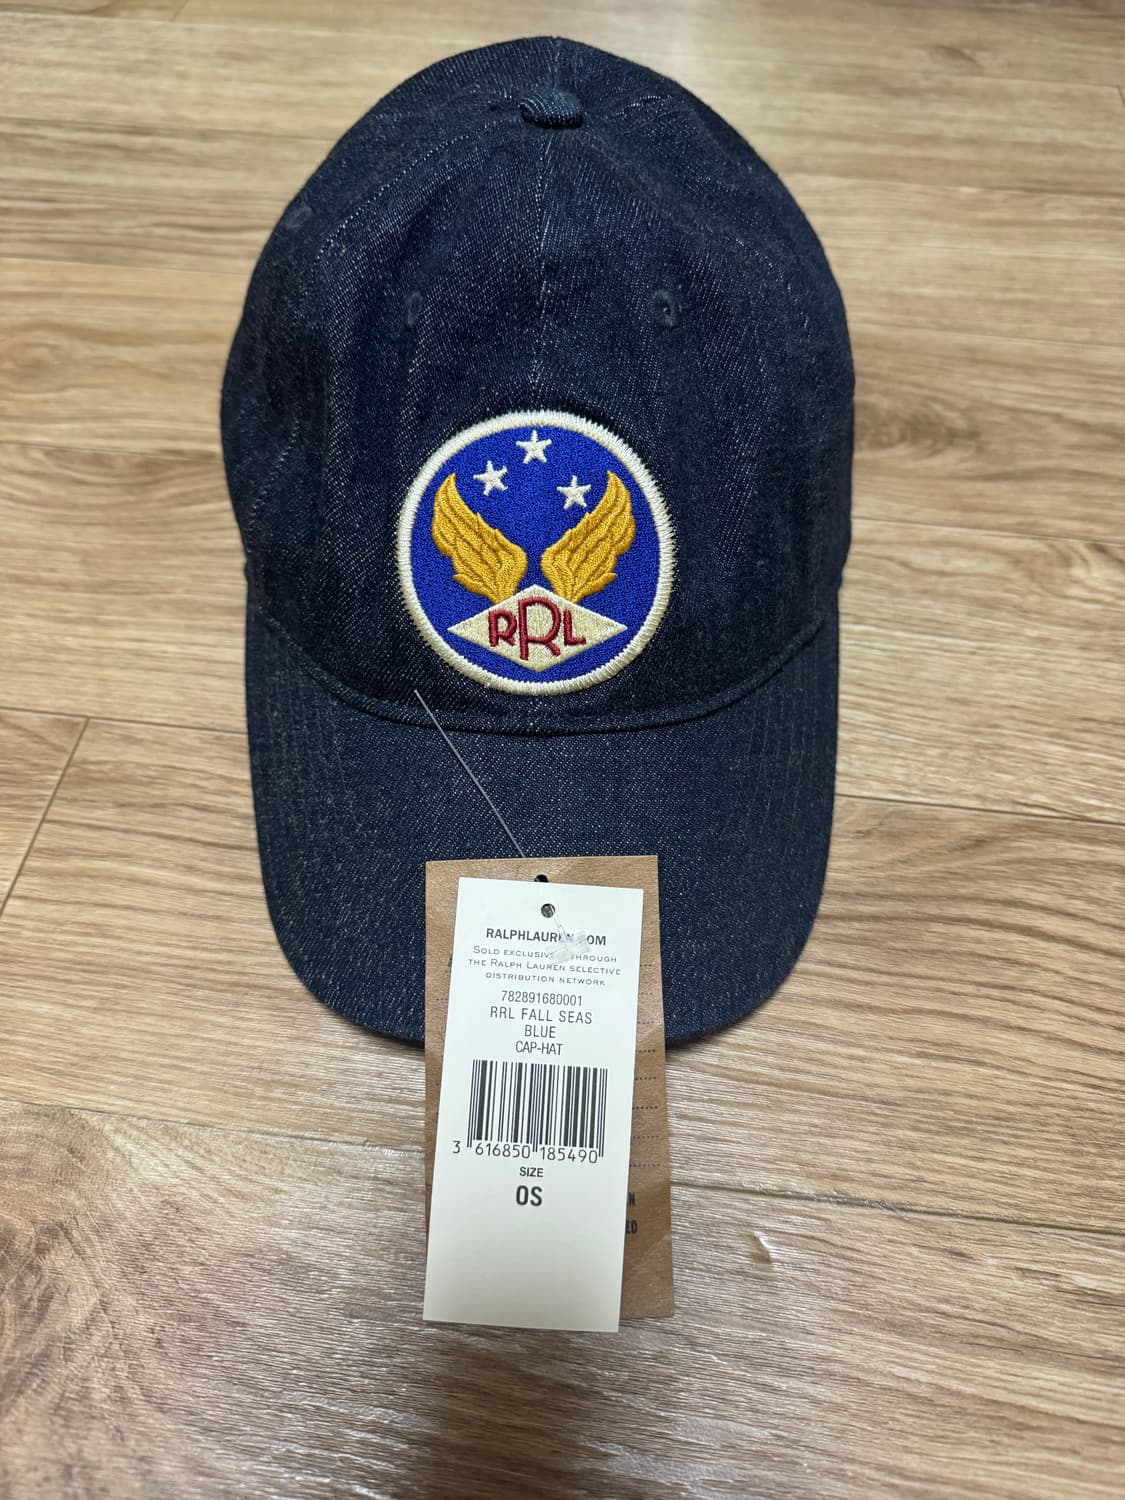 RRL
RALPHLAUREN.COM
SOLD EXCLUSIVELY THROUGH
THE RALPH LAUREN SELECTIVE
DISTRIBUTION NETWORK
782891680001
RRL FALL SEAS
BLUE
CAP-HAT
3 616850 185490
SIZE
OS